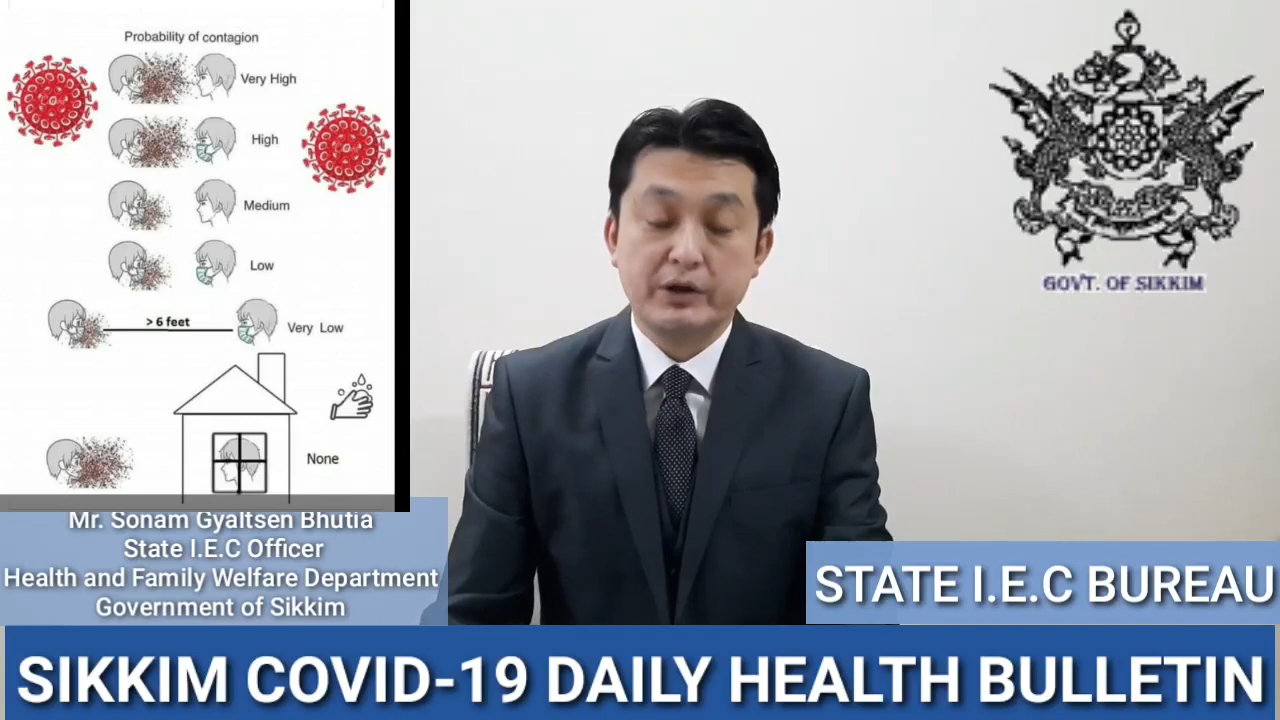 Probability of contagion
Very High
High
Medium
Low
> 6 feet
Very Low
None
GOVT. OF SIKKIM
Mr. Sonam Gyaltsen Bhutia
State I.E.C Officer
Health and Family Welfare Department
Government of Sikkim
STATE I.E.C BUREAU
SIKKIM COVID-19 DAILY HEALTH BULLETIN